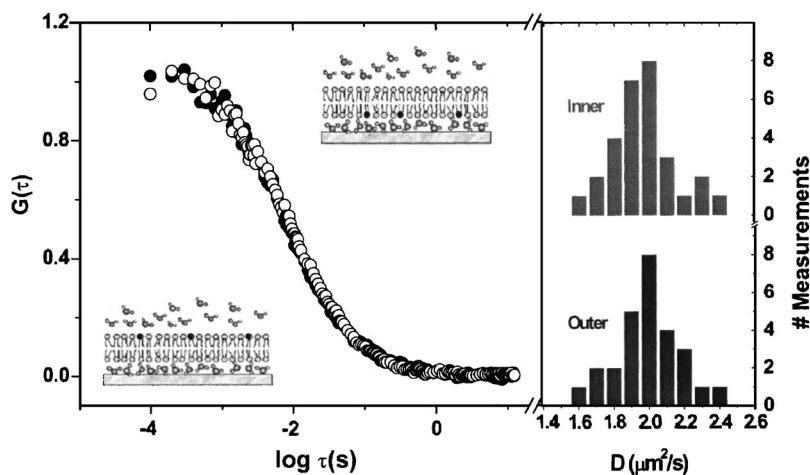 1.2
0.8
0.4
0.0
G(τ)
-4 -2 0
log τ(s)
Inner
Outer
8
6
4
2
0
8
6
4
2
0
# Measurements
1.4 1.6 1.8 2.0 2.2 2.4 2.6
D (μm²/s)